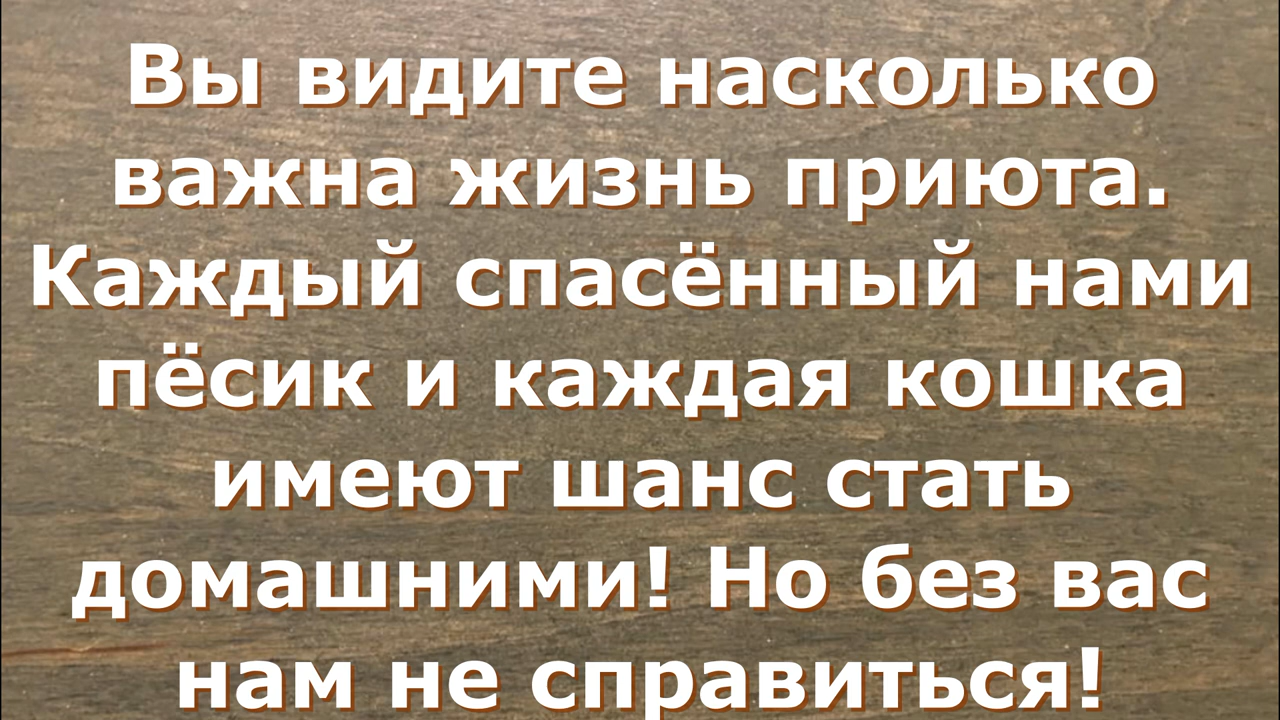 Вы видите насколько
важна жизнь приюта.
Каждый спасённый нами
пёсик и каждая кошка
имеют шанс стать
домашними! Но без вас
нам не справиться!